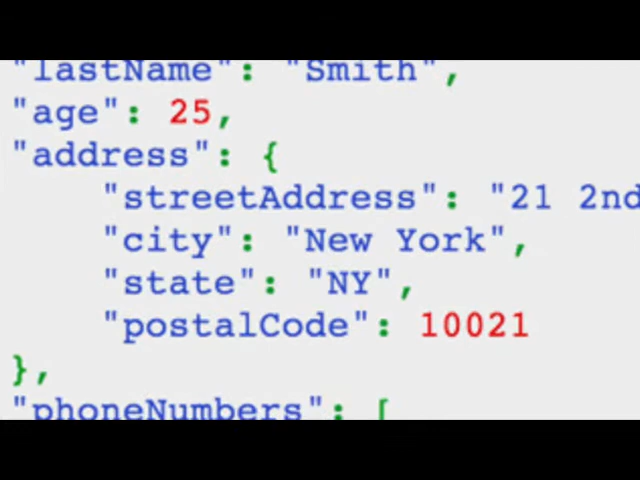 "lastName": "Smith",
"age": 25,
"address": {
"streetAddress": "21 2nd
"city": "New York",
"state": "NY",
"postalCode": 10021
},
"phoneNumbers": [